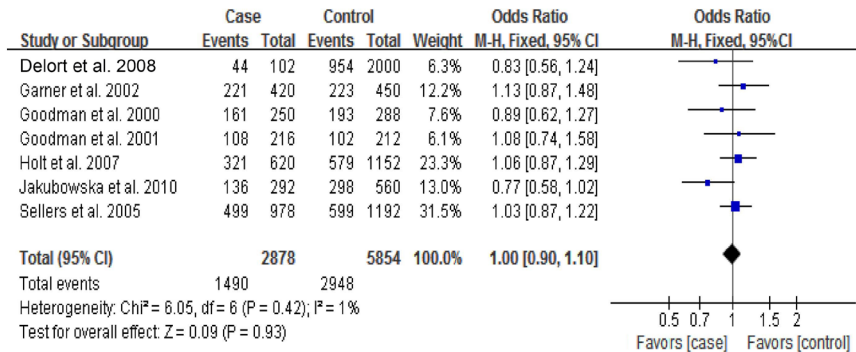 Case Control Odds Ratio Odds Ratio
Study or Subgroup Events Total Events Total Weight M-H, Fixed, 95% CI M-H, Fixed, 95%CI
Delort et al. 2008 44 102 954 2000 6.3% 0.83 [0.56, 1.24]
Garner et al. 2002 221 420 223 450 12.2% 1.13 [0.87, 1.48]
Goodman et al. 2000 161 250 193 288 7.6% 0.89 [0.62, 1.27]
Goodman et al. 2001 108 216 102 212 6.1% 1.08 [0.74, 1.58]
Holt et al. 2007 321 620 579 1152 23.3% 1.06 [0.87, 1.29]
Jakubowska et al. 2010 136 292 298 560 13.0% 0.77 [0.58, 1.02]
Sellers et al. 2005 499 978 599 1192 31.5% 1.03 [0.87, 1.22]
Total (95% CI) 2878 5854 100.0% 1.00 [0.90, 1.10]
Total events 1490 2948
Heterogeneity: Chi² = 6.05, df = 6 (P = 0.42); I² = 1%
Test for overall effect: Z = 0.09 (P = 0.93)
0.5 0.7 1 1.5 2
Favors [case] Favors [control]